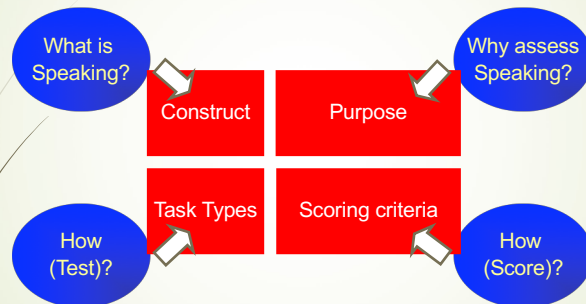 What is
Speaking?
Why assess
Speaking?
Construct
Purpose
Task Types
Scoring criteria
How
(Test)?
How
(Score)?